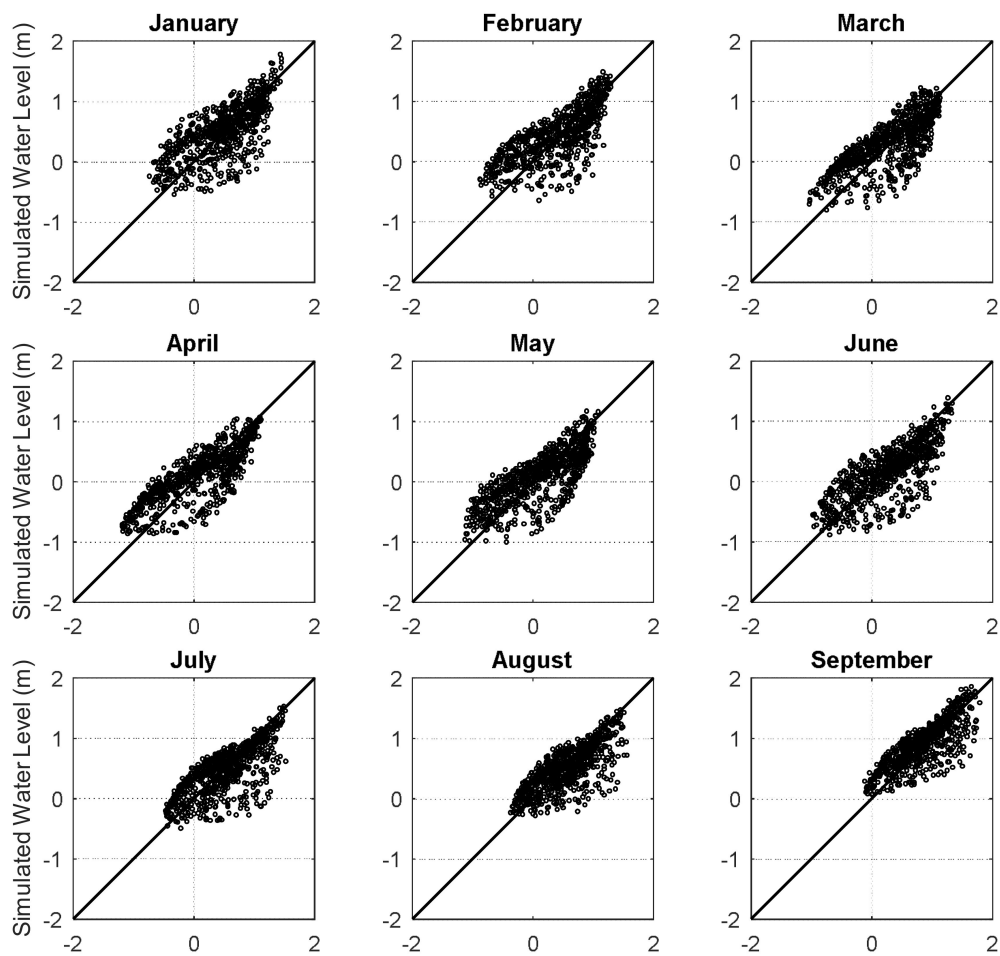 January February March
Simulated Water Level (m)
2 2 2
1 1 1
0 0 0
-1 -1 -1
-2 -2 -2
-2 0 2 -2 0 2 -2 0 2
April May June
Simulated Water Level (m)
2 2 2
1 1 1
0 0 0
-1 -1 -1
-2 -2 -2
-2 0 2 -2 0 2 -2 0 2
July August September
Simulated Water Level (m)
2 2 2
1 1 1
0 0 0
-1 -1 -1
-2 -2 -2
-2 0 2 -2 0 2 -2 0 2